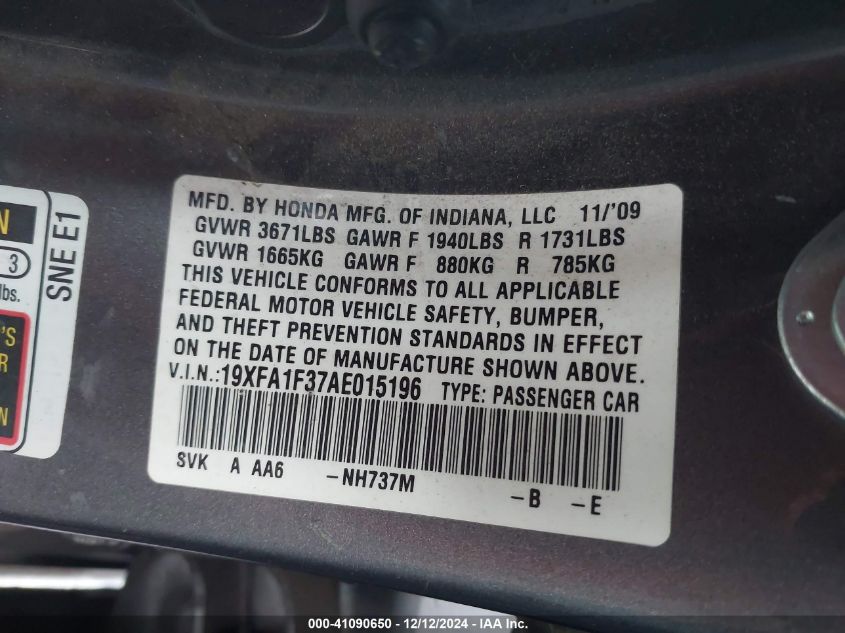 MFD. BY HONDA MFG. OF INDIANA, LLC 11/'09
GVWR 3671LBS GAWR F 1940LBS R 1731LBS
GVWR 1665KG GAWR F 880KG R 785KG
THIS VEHICLE CONFORMS TO ALL APPLICABLE
FEDERAL MOTOR VEHICLE SAFETY, BUMPER,
AND THEFT PREVENTION STANDARDS IN EFFECT
ON THE DATE OF MANUFACTURE SHOWN ABOVE.
V.I.N.:19XFA1F37AE015196 TYPE: PASSENGER CAR
SVK A AA6 -NH737M -B -E
SNE E1
N
3
lbs.
'S
R
N
000-41090650 - 12/12/2024 - IAAI Inc.